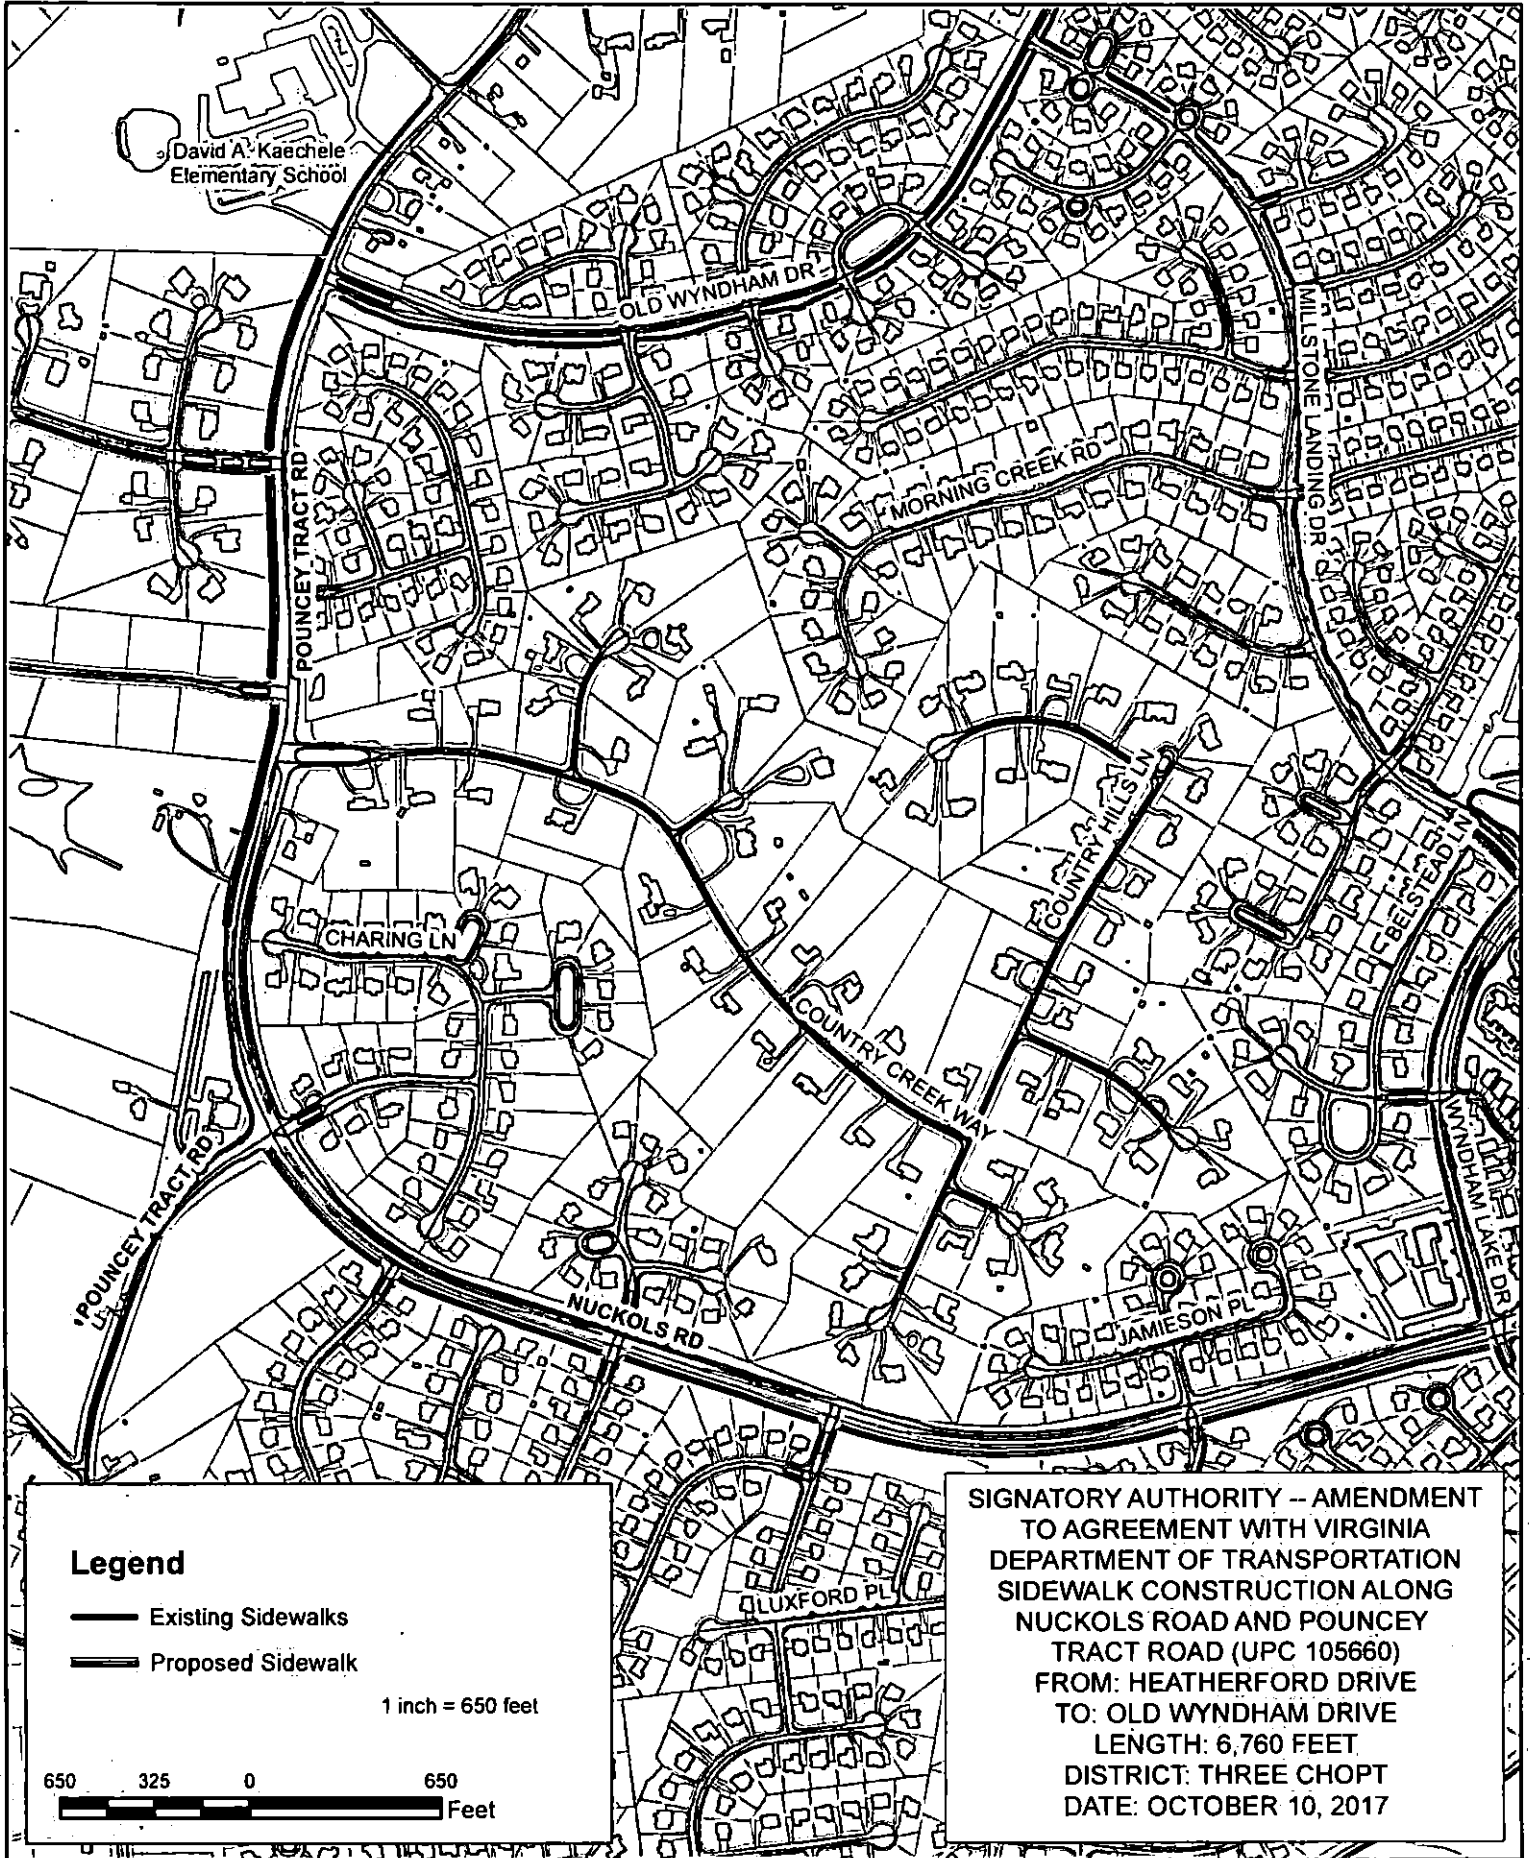 David A. Kaechele
Elementary School
OLD WYNDHAM DR
MILLSTONE LANDING DR
POUNCEY TRACT RD
MORNING CREEK RD
COUNTRY HILLS LN
BELSTEAD LN
CHARING LN
COUNTRY CREEK WAY
WYNDHAM LAKE DR
POUNCEY TRACT RD
NUCKOLS RD
JAMIESON PL
LUXFORD PL
Legend
Existing Sidewalks
Proposed Sidewalk
1 inch = 650 feet
650 325 0 650
Feet
SIGNATORY AUTHORITY -- AMENDMENT
TO AGREEMENT WITH VIRGINIA
DEPARTMENT OF TRANSPORTATION
SIDEWALK CONSTRUCTION ALONG
NUCKOLS ROAD AND POUNCEY
TRACT ROAD (UPC 105660)
FROM: HEATHERFORD DRIVE
TO: OLD WYNDHAM DRIVE
LENGTH: 6,760 FEET
DISTRICT: THREE CHOPT
DATE: OCTOBER 10, 2017